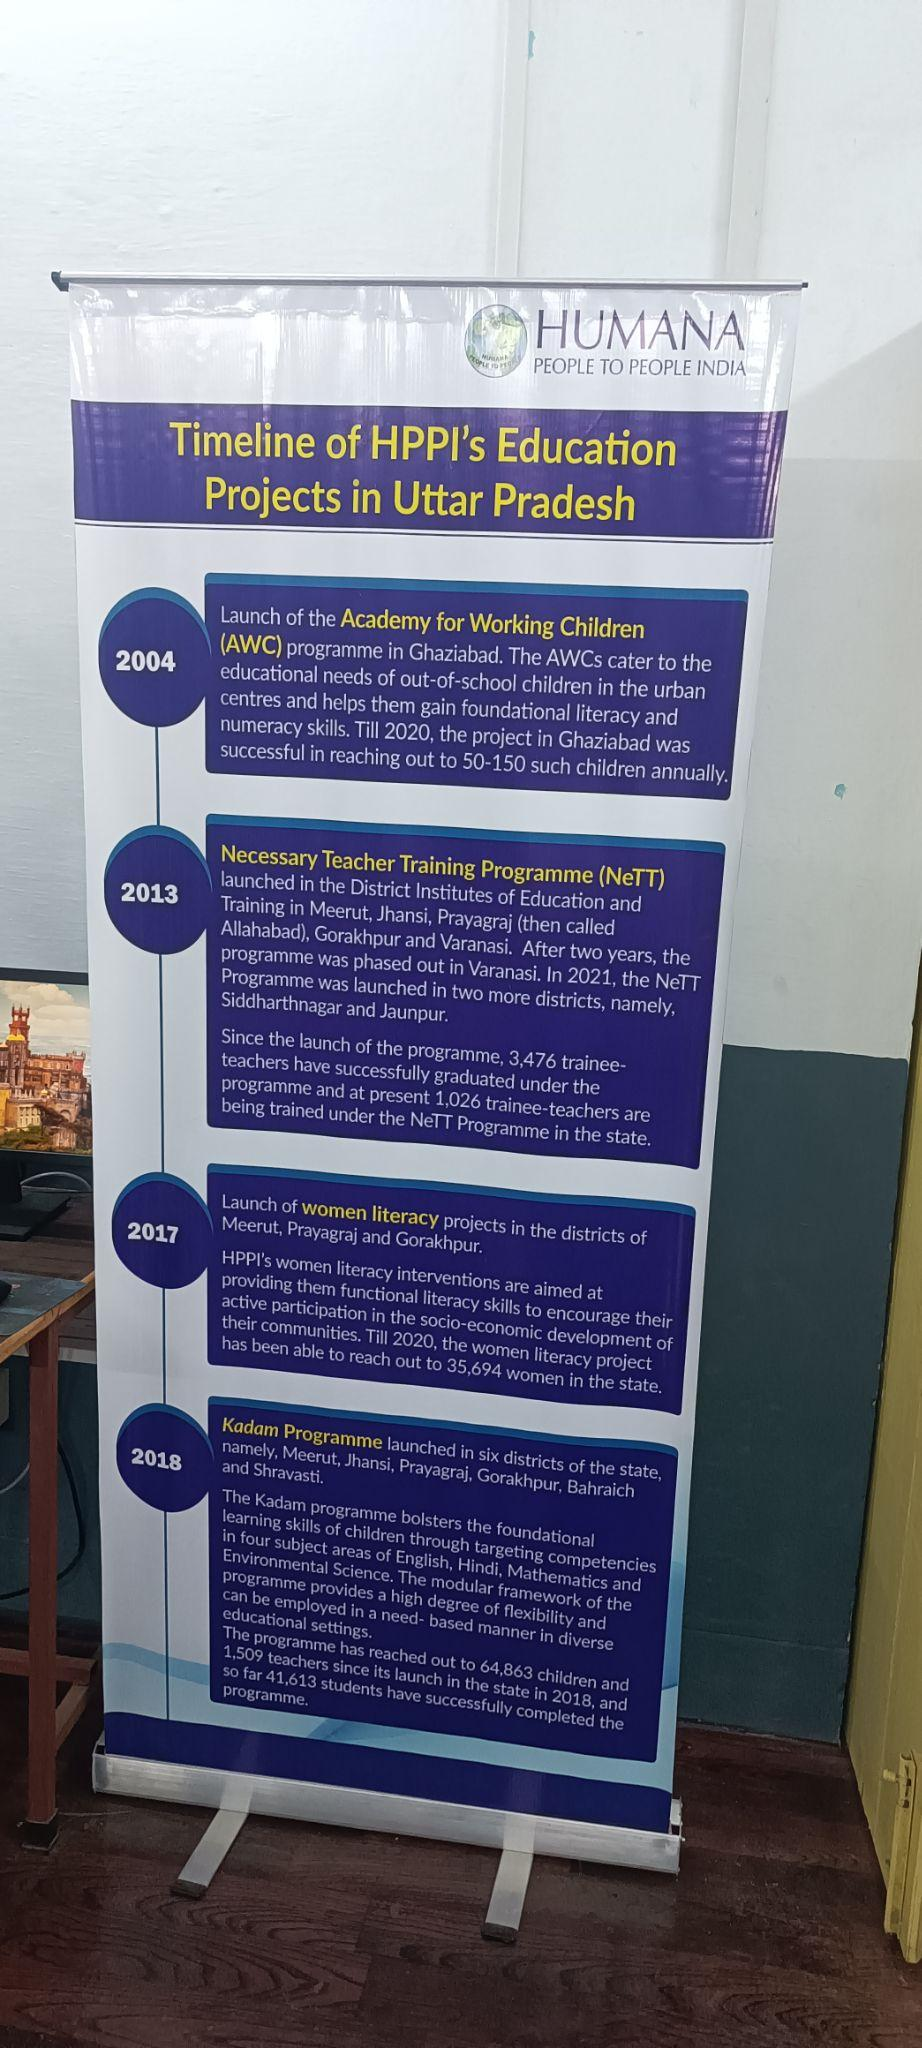 HUMANA
PEOPLE TO PEOPLE INDIA
HUMANA
PEOPLE TO PEOPLE
Timeline of HPPI's Education
Projects in Uttar Pradesh
2004
Launch of the Academy for Working Children
(AWC) programme in Ghaziabad. The AWCs cater to the
educational needs of out-of-school children in the urban
centres and helps them gain foundational literacy and
numeracy skills. Till 2020, the project in Ghaziabad was
successful in reaching out to 50-150 such children annually.
2013
Necessary Teacher Training Programme (NeTT)
launched in the District Institutes of Education and
Training in Meerut, Jhansi, Prayagraj (then called
Allahabad), Gorakhpur and Varanasi. After two years, the
programme was phased out in Varanasi. In 2021, the NeTT
Programme was launched in two more districts, namely,
Siddharthnagar and Jaunpur.
Since the launch of the programme, 3,476 trainee-
teachers have successfully graduated under the
programme and at present 1,026 trainee-teachers are
being trained under the NeTT Programme in the state.
2017
Launch of women literacy projects in the districts of
Meerut, Prayagraj and Gorakhpur.
HPPI's women literacy interventions are aimed at
providing them functional literacy skills to encourage their
active participation in the socio-economic development of
their communities. Till 2020, the women literacy project
has been able to reach out to 35,694 women in the state.
2018
Kadam Programme launched in six districts of the state,
namely, Meerut, Jhansi, Prayagraj, Gorakhpur, Bahraich
and Shravasti.
The Kadam programme bolsters the foundational
learning skills of children through targeting competencies
in four subject areas of English, Hindi, Mathematics and
Environmental Science. The modular framework of the
programme provides a high degree of flexibility and
can be employed in a need- based manner in diverse
educational settings.
The programme has reached out to 64,863 children and
1,509 teachers since its launch in the state in 2018, and
so far 41,613 students have successfully completed the
programme.